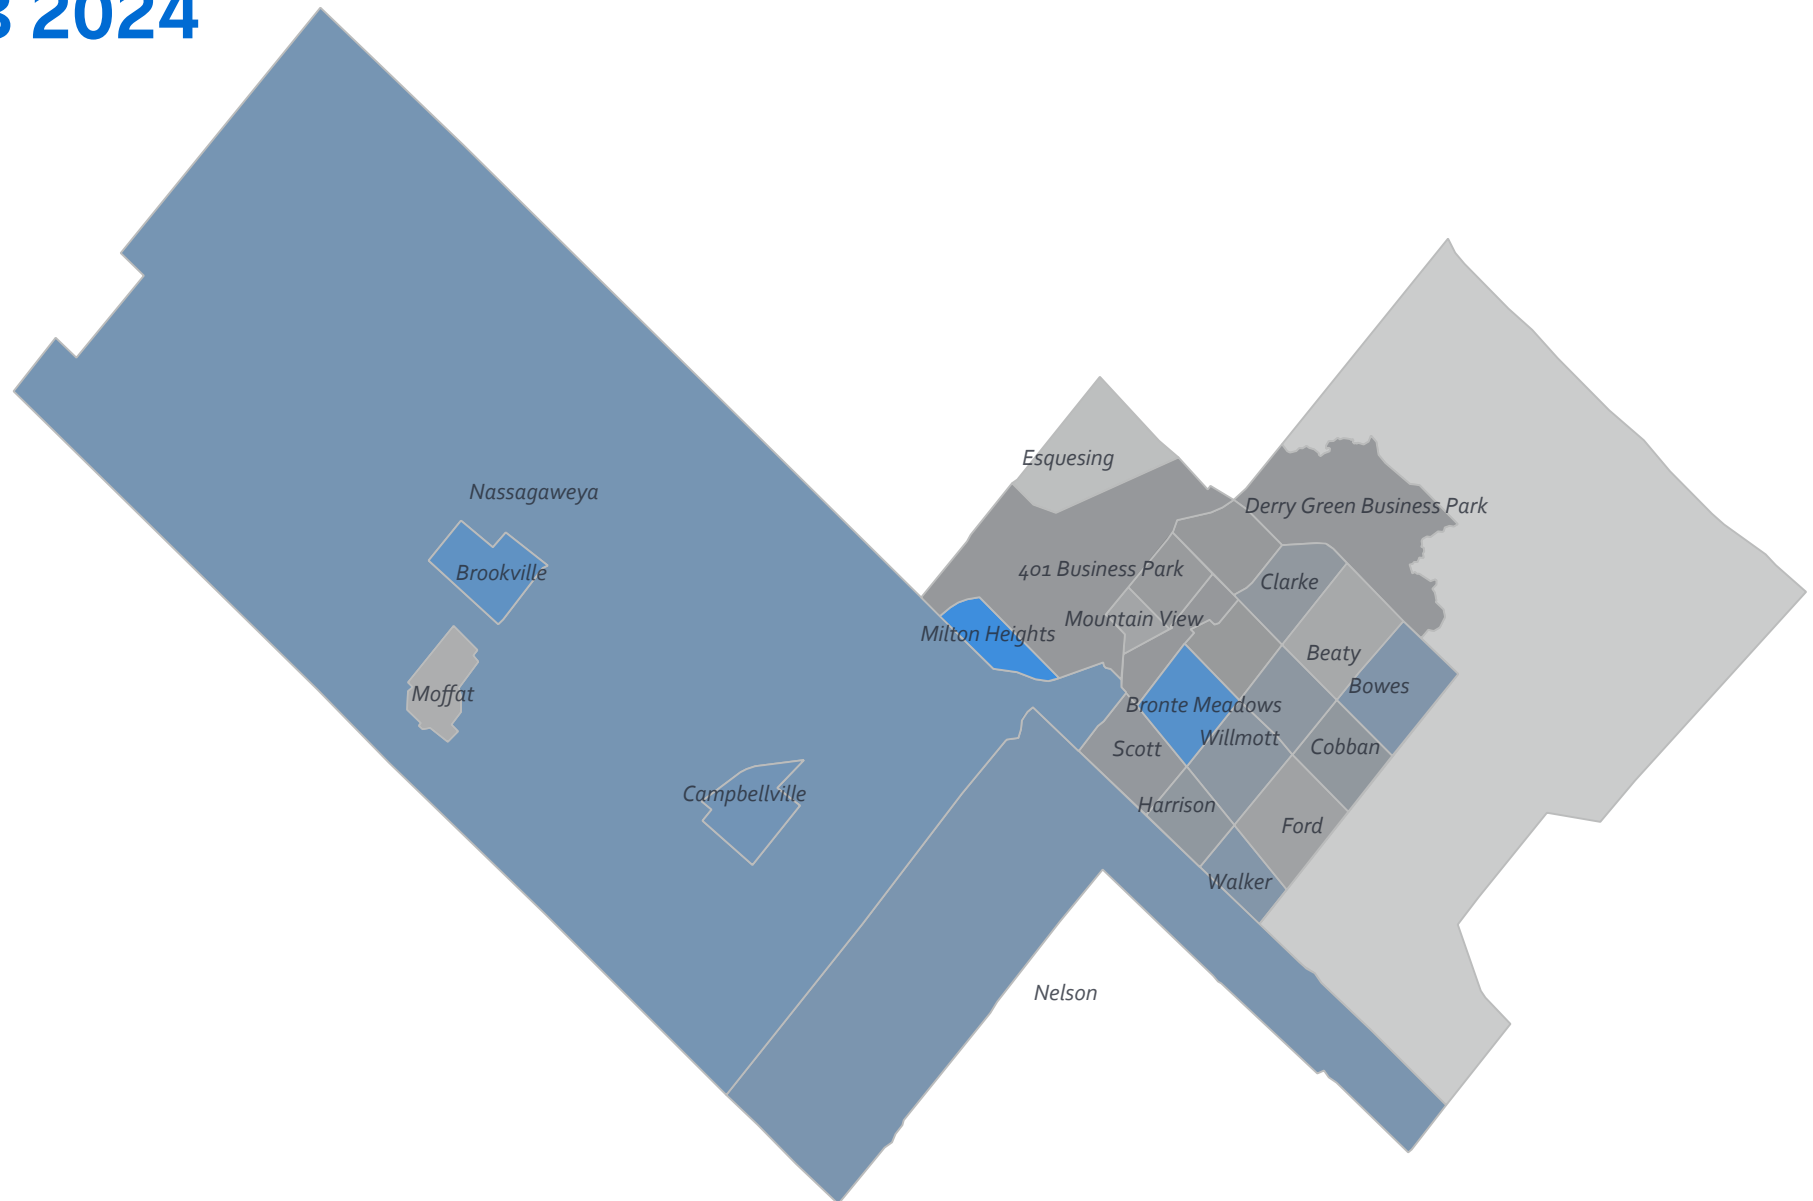 2024
Esquesing
Nassagaweya
Derry Green Business Park
Brookville
401 Business Park
Clarke
Mountain View
Milton Heights
Beaty
Moffat
Bowes
Bronte Meadows
Willmott
Scott
Cobban
Campbellville
Harrison
Ford
Walker
Nelson